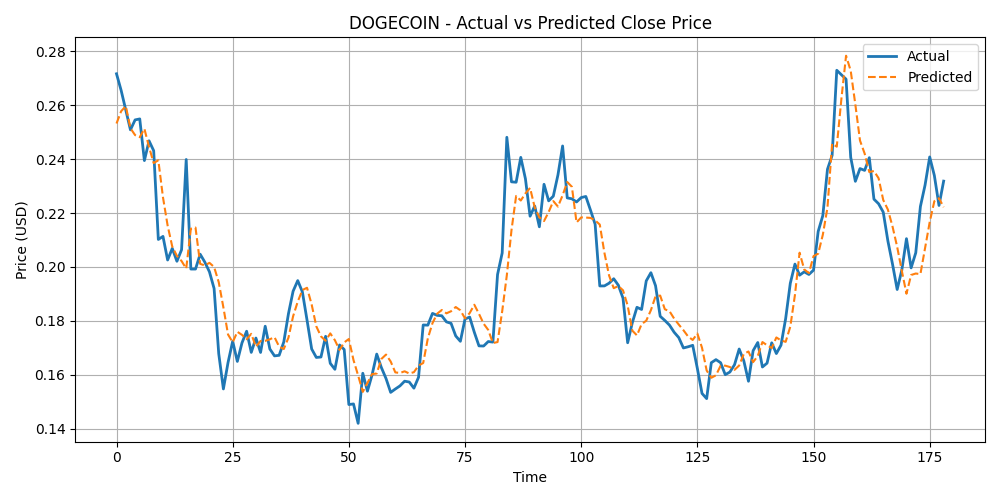 DOGECOIN - Actual vs Predicted Close Price
Actual
Predicted
Price (USD)
0.28
0.26
0.24
0.22
0.20
0.18
0.16
0.14
0 25 50 75 100 125 150 175
Time